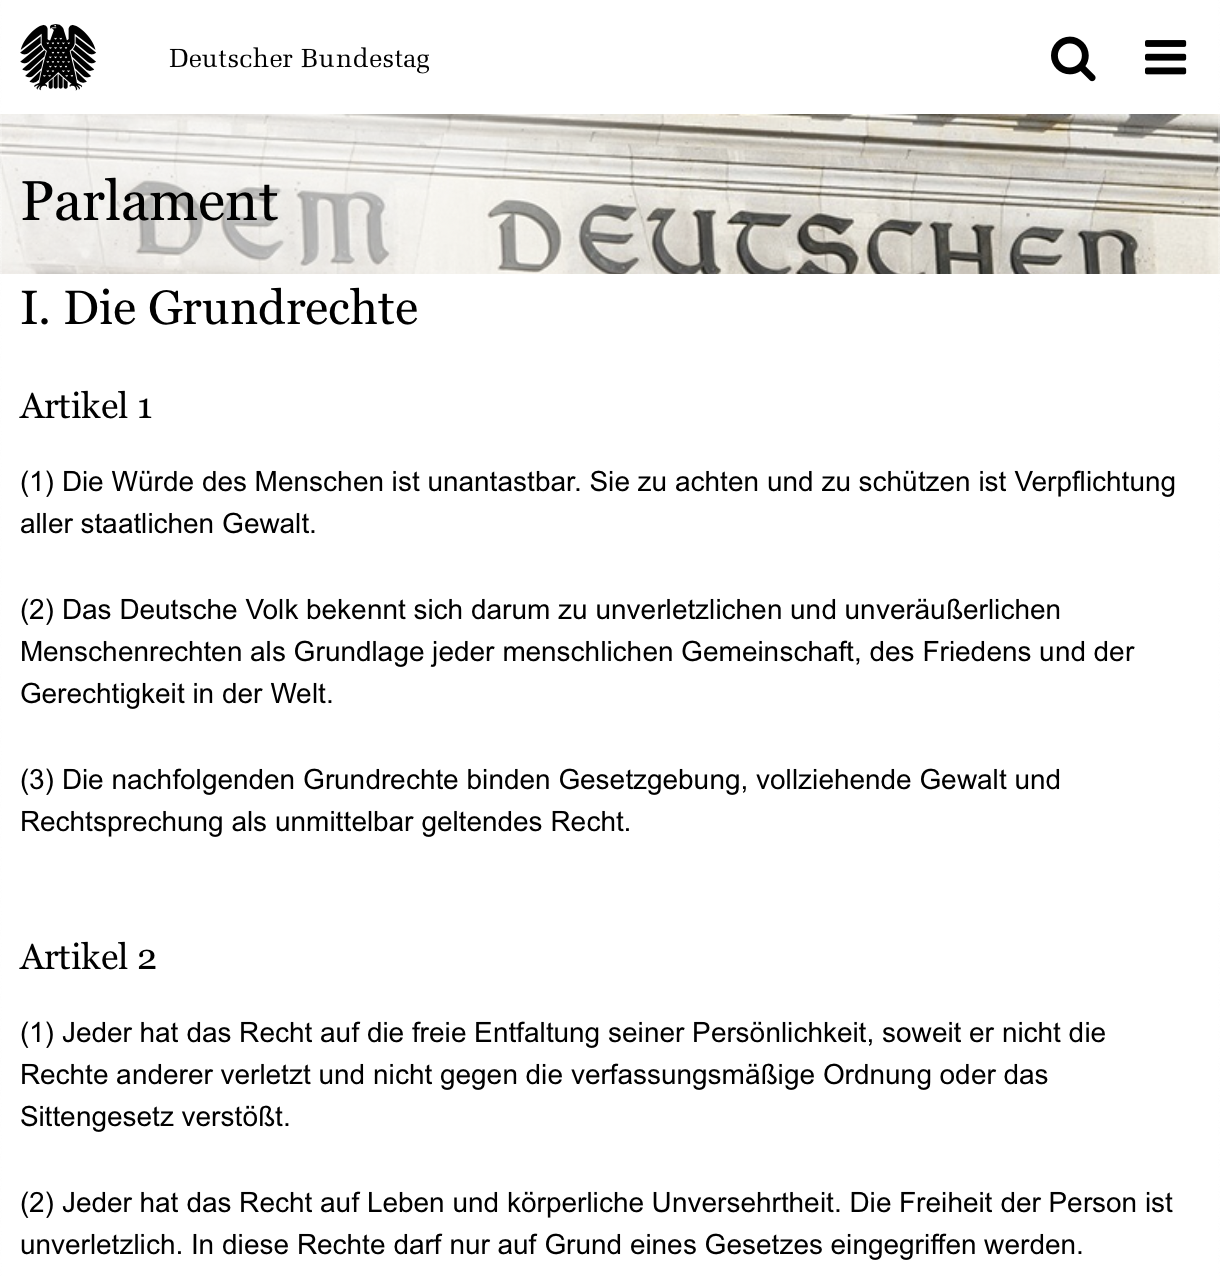 Deutscher Bundestag
DEM DEUTSCHEN
Parlament
I. Die Grundrechte
Artikel 1
(1) Die Würde des Menschen ist unantastbar. Sie zu achten und zu schützen ist Verpflichtung
aller staatlichen Gewalt.
(2) Das Deutsche Volk bekennt sich darum zu unverletzlichen und unveräußerlichen
Menschenrechten als Grundlage jeder menschlichen Gemeinschaft, des Friedens und der
Gerechtigkeit in der Welt.
(3) Die nachfolgenden Grundrechte binden Gesetzgebung, vollziehende Gewalt und
Rechtsprechung als unmittelbar geltendes Recht.
Artikel 2
(1) Jeder hat das Recht auf die freie Entfaltung seiner Persönlichkeit, soweit er nicht die
Rechte anderer verletzt und nicht gegen die verfassungsmäßige Ordnung oder das
Sittengesetz verstößt.
(2) Jeder hat das Recht auf Leben und körperliche Unversehrtheit. Die Freiheit der Person ist
unverletzlich. In diese Rechte darf nur auf Grund eines Gesetzes eingegriffen werden.